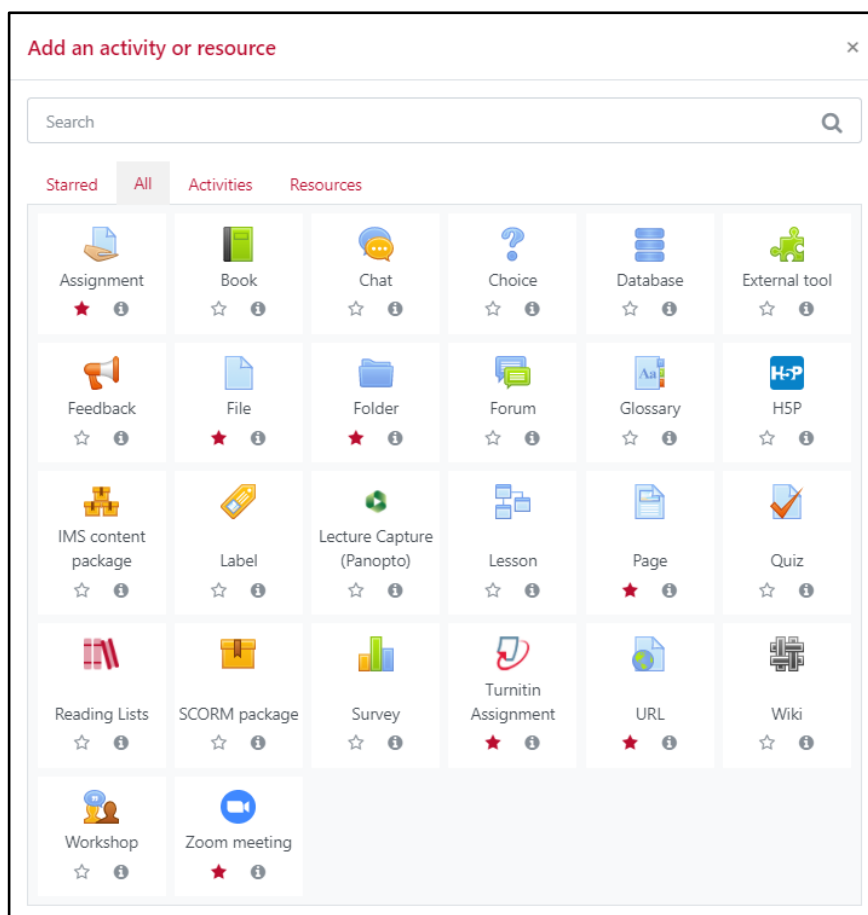 Add an activity or resource ×
Search
Starred All Activities Resources
Assignment Book Chat Choice Database External tool
Aa
H5P
Feedback File Folder Forum Glossary H5P
IMS content Lecture Capture
package Label (Panopto) Lesson Page Quiz
Turnitin
Reading Lists SCORM package Survey Assignment URL Wiki
Workshop Zoom meeting